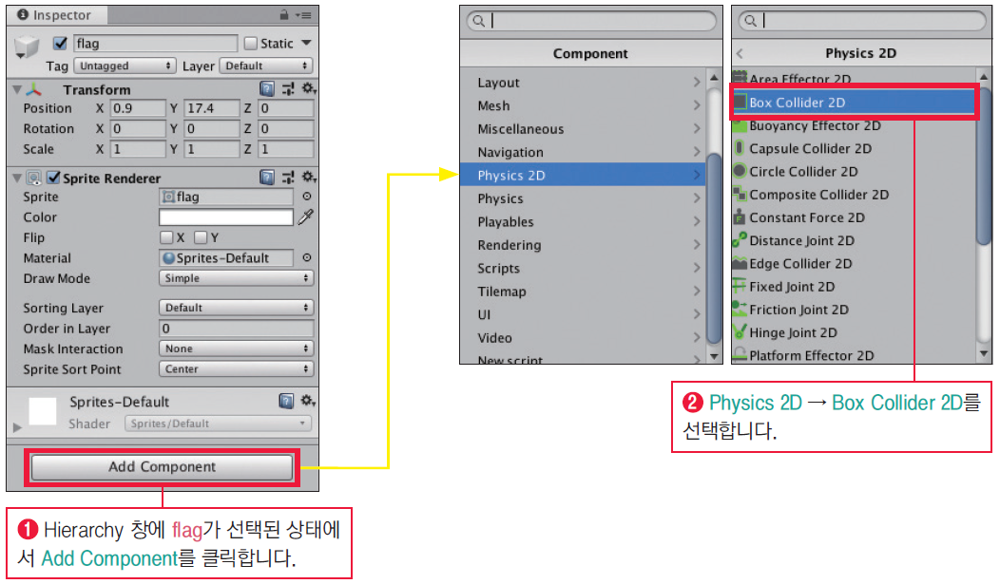 Inspector
flag Static
Tag Untagged Layer Default
Transform
Position X 0.9 Y 17.4 Z 0
Rotation X 0 Y 0 Z 0
Scale X 1 Y 1 Z 1
Sprite Renderer
Sprite flag
Color
Flip X Y
Material Sprites-Default
Draw Mode Simple
Sorting Layer Default
Order in Layer 0
Mask Interaction None
Sprite Sort Point Center
Sprites-Default
Shader Sprites/Default
Add Component
❶ Hierarchy 창에 flag가 선택된 상태에
서 Add Component를 클릭합니다.
Component
Layout
Mesh
Miscellaneous
Navigation
Physics 2D
Physics
Playables
Rendering
Scripts
Tilemap
UI
Video
New script
Physics 2D
Area Effector 2D
Box Collider 2D
Buoyancy Effector 2D
Capsule Collider 2D
Circle Collider 2D
Composite Collider 2D
Constant Force 2D
Distance Joint 2D
Edge Collider 2D
Fixed Joint 2D
Friction Joint 2D
Hinge Joint 2D
Platform Effector 2D
❷ Physics 2D → Box Collider 2D를
선택합니다.